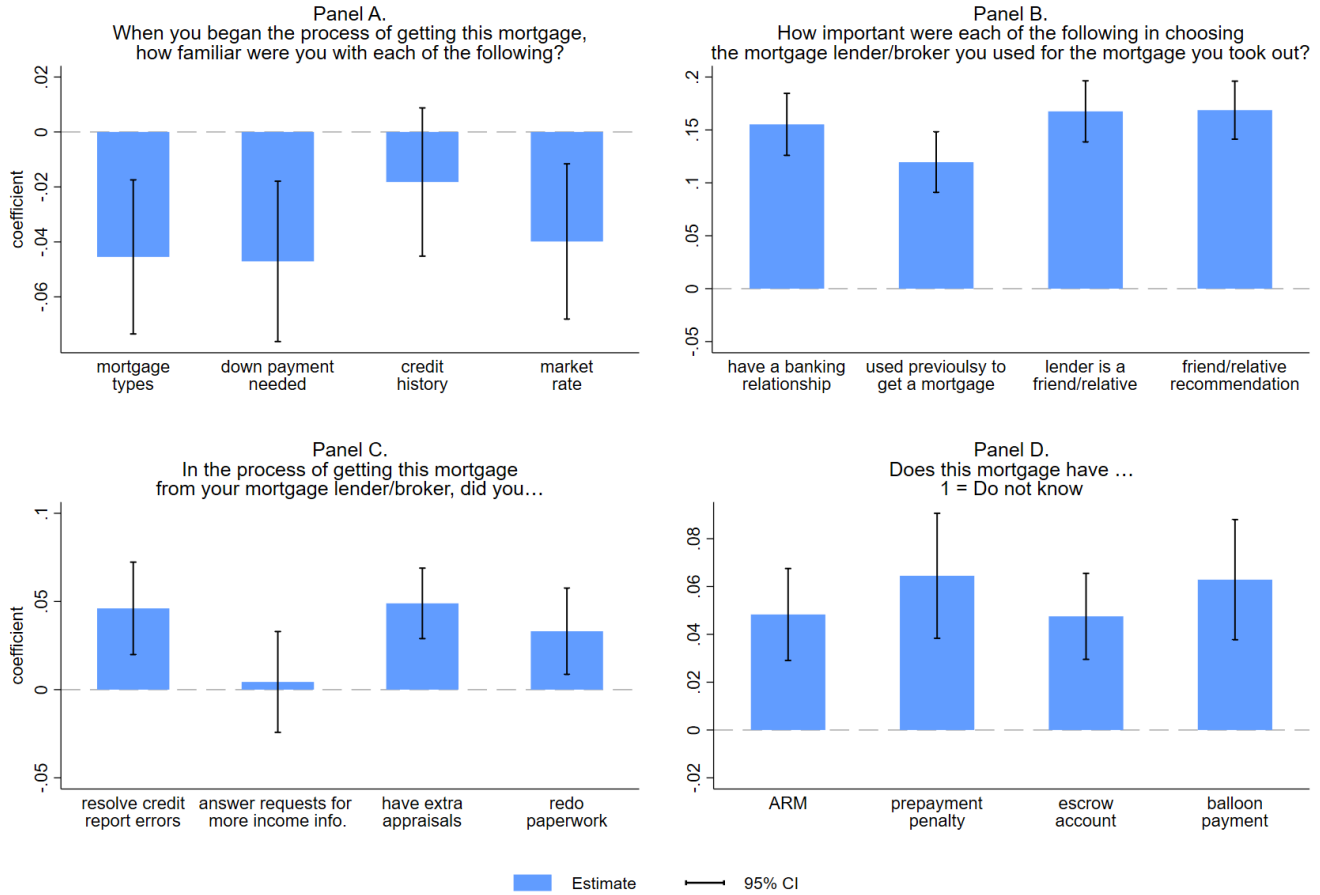 Panel A.
When you began the process of getting this mortgage,
how familiar were you with each of the following?
coefficient
.02
0
-.02
-.04
-.06
mortgage types
down payment needed
credit history
market rate
Panel B.
How important were each of the following in choosing
the mortgage lender/broker you used for the mortgage you took out?
.2
.15
.1
.05
0
-.05
have a banking relationship
used previoulsy to get a mortgage
lender is a friend/relative
friend/relative recommendation
Panel C.
In the process of getting this mortgage
from your mortgage lender/broker, did you…
coefficient
.1
.05
0
-.05
resolve credit report errors
answer requests for more income info.
have extra appraisals
redo paperwork
Panel D.
Does this mortgage have …
1 = Do not know
.08
.06
.04
.02
0
-.02
ARM
prepayment penalty
escrow account
balloon payment
Estimate
95% CI